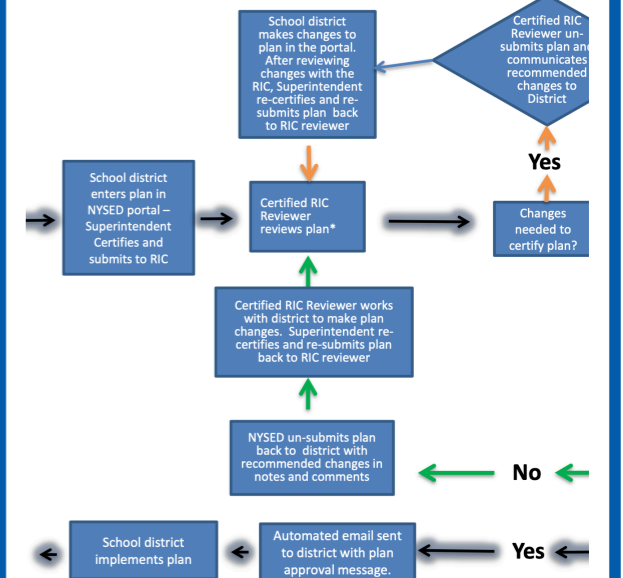 School district
makes changes to
plan in the portal.
After reviewing
changes with the
RIC, Superintendent
re-certifies and re-
submits plan back
to RIC reviewer
Certified RIC
Reviewer un-
submits plan and
communicates
recommended
changes to
District
Yes
School district
enters plan in
NYSED portal –
Superintendent
Certifies and
submits to RIC
Certified RIC
Reviewer
reviews plan*
Changes
needed to
certify plan?
Certified RIC Reviewer works
with district to make plan
changes. Superintendent re-
certifies and re-submits plan
back to RIC reviewer
NYSED un-submits plan
back to district with
recommended changes in
notes and comments
No
School district
implements plan
Automated email sent
to district with plan
approval message.
Yes